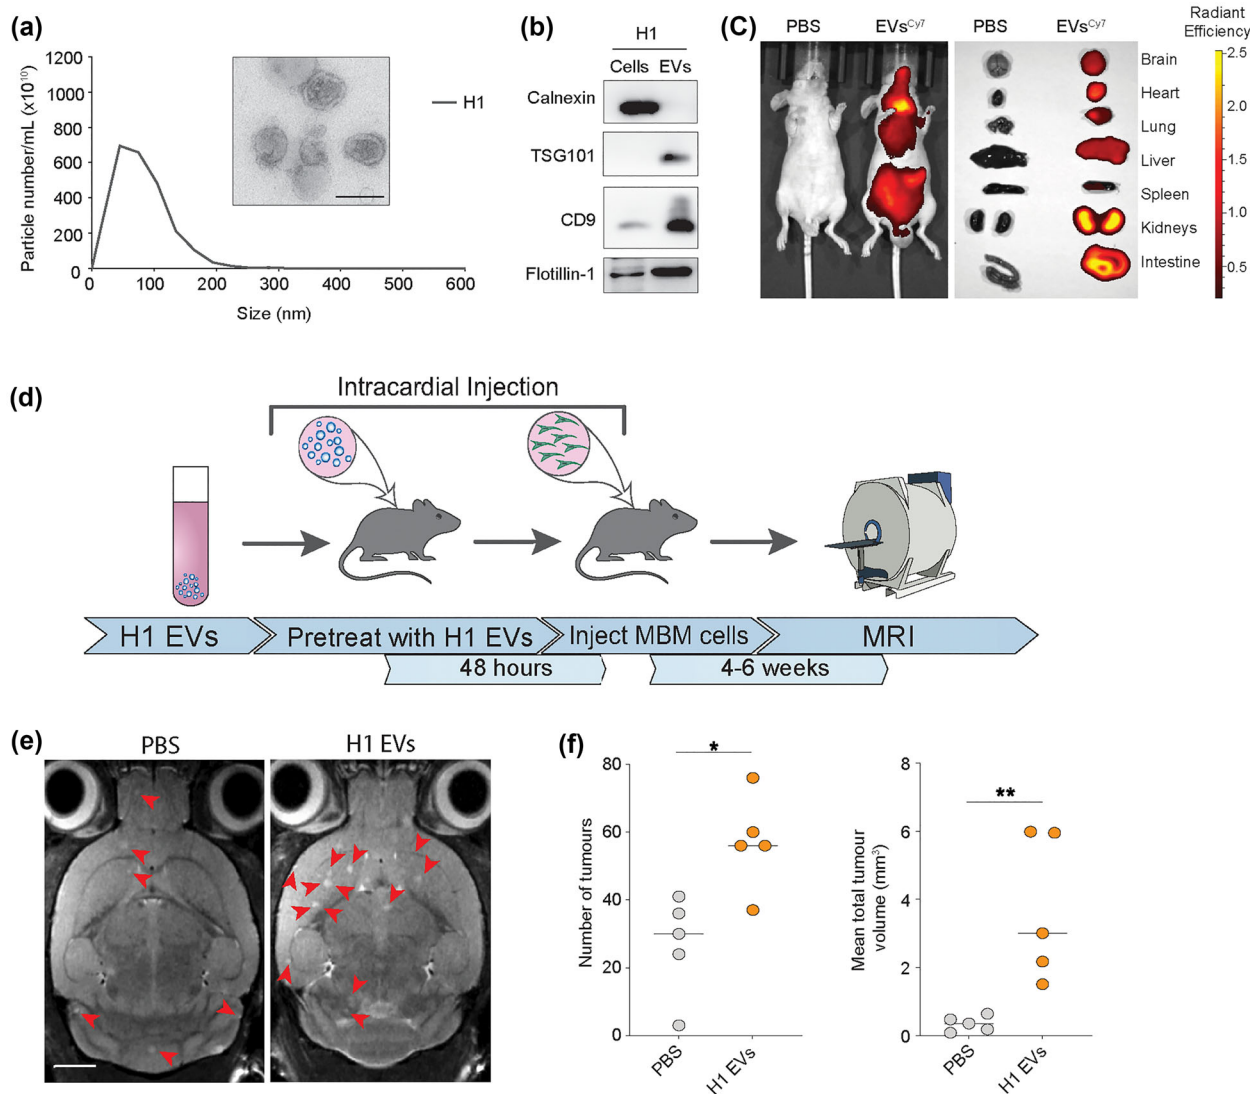 (a)
Particle number/mL (x10¹⁰)
1200
1000
800
600
400
200
0
0
100
200
300
400
500
600
Size (nm)
H1
(b)
H1
Cells EVs
Calnexin
TSG101
CD9
Flotillin-1
(C)
PBS
EVsCy7
PBS
EVsCy7
Brain
Heart
Lung
Liver
Spleen
Kidneys
Intestine
Radiant
Efficiency
2.5
2.0
1.5
1.0
0.5
(d)
Intracardial Injection
H1 EVs
Pretreat with H1 EVs
Inject MBM cells
MRI
48 hours
4-6 weeks
(e)
PBS
H1 EVs
(f)
Number of tumours
80
60
40
20
0
*
PBS
H1 EVs
Mean total tumour
volume (mm³)
8
6
4
2
0
**
PBS
H1 EVs